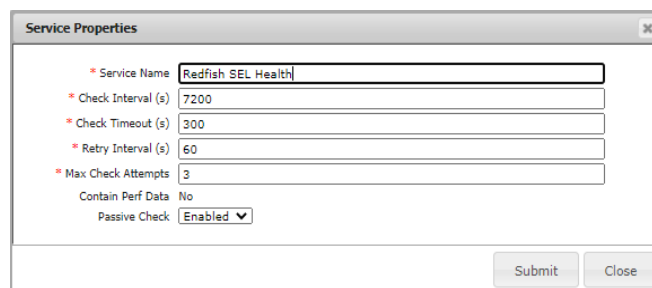 Service Properties
* Service Name Redfish SEL Health
* Check Interval (s) 7200
* Check Timeout (s) 300
* Retry Interval (s) 60
* Max Check Attempts 3
Contain Perf Data No
Passive Check Enabled
Submit Close